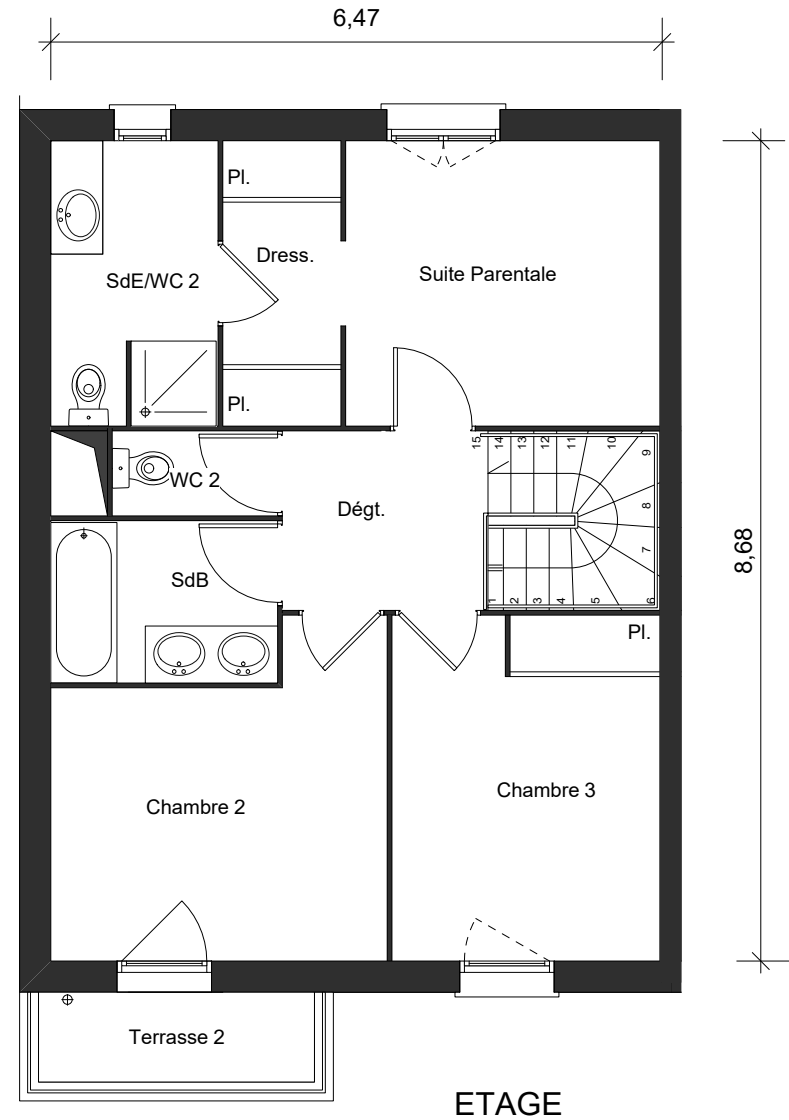 6,47
Pl.
Dress.
SdE/WC 2
Suite Parentale
Pl.
15
14
13
12
11
10
9
8
7
6
5
4
3
2
1
WC 2
Dégt.
8,68
SdB
Pl.
Chambre 2
Chambre 3
Terrasse 2
ETAGE